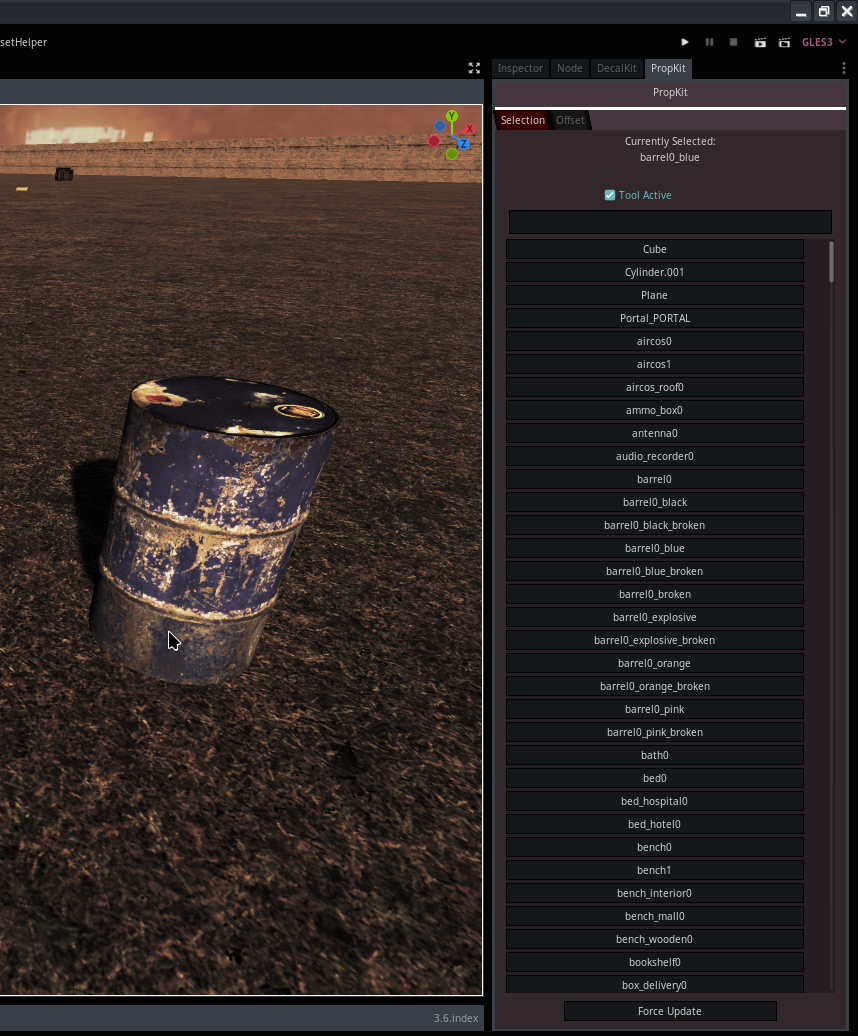 setHelper
GLES3
Inspector Node DecalKit PropKit
PropKit
Selection Offset
Currently Selected:
barrel0_blue
Tool Active
Y
X
Z
Cube
Cylinder.001
Plane
Portal_PORTAL
aircos0
aircos1
aircos_roof0
ammo_box0
antenna0
audio_recorder0
barrel0
barrel0_black
barrel0_black_broken
barrel0_blue
barrel0_blue_broken
barrel0_broken
barrel0_explosive
barrel0_explosive_broken
barrel0_orange
barrel0_orange_broken
barrel0_pink
barrel0_pink_broken
bath0
bed0
bed_hospital0
bed_hotel0
bench0
bench1
bench_interior0
bench_mall0
bench_wooden0
bookshelf0
box_delivery0
Force Update
3.6.index